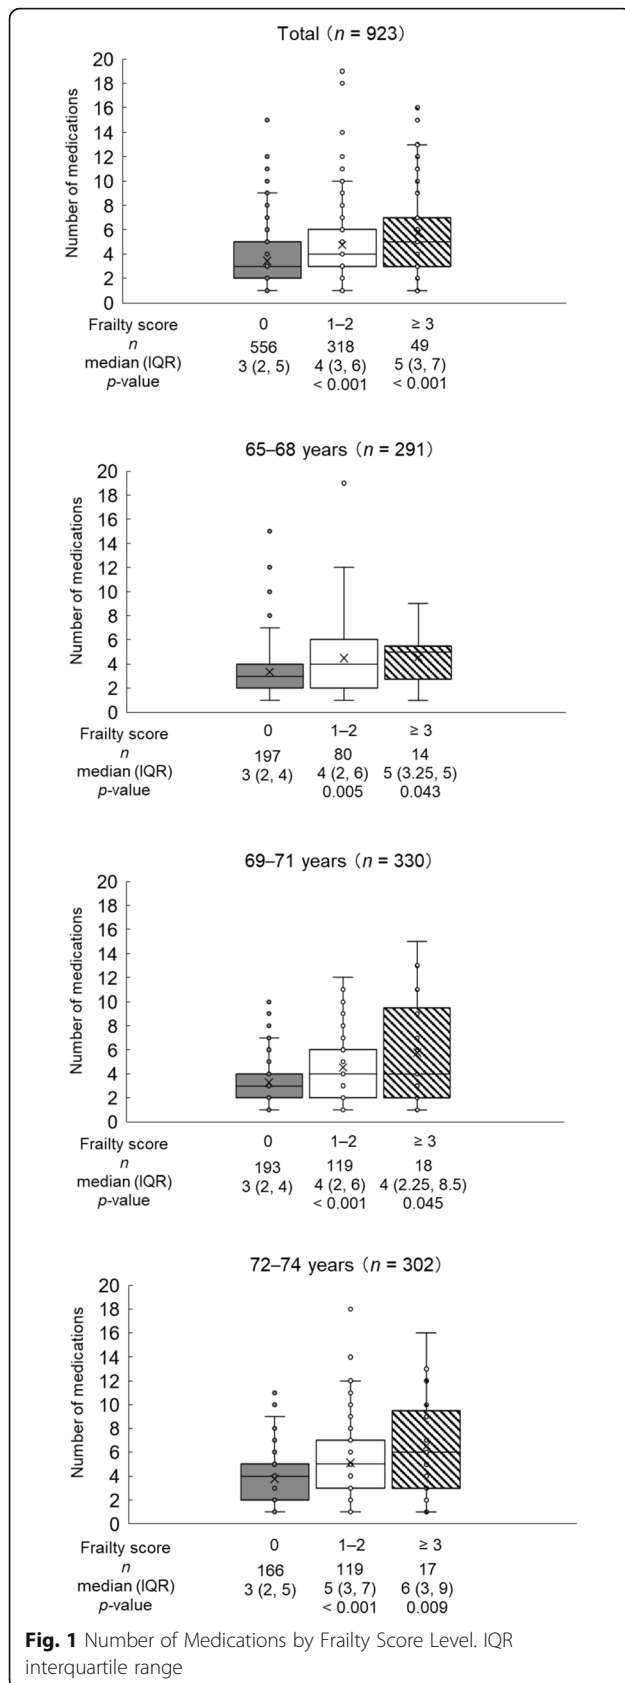 Total (n = 923)
Number of medications
20
18
16
14
12
10
8
6
4
2
0
Frailty score 0 1–2 ≥ 3
n 556 318 49
median (IQR) 3 (2, 5) 4 (3, 6) 5 (3, 7)
p-value < 0.001 < 0.001
65–68 years (n = 291)
Number of medications
20
18
16
14
12
10
8
6
4
2
0
Frailty score 0 1–2 ≥ 3
n 197 80 14
median (IQR) 3 (2, 4) 4 (2, 6) 5 (3.25, 5)
p-value 0.005 0.043
69–71 years (n = 330)
Number of medications
20
18
16
14
12
10
8
6
4
2
0
Frailty score 0 1–2 ≥ 3
n 193 119 18
median (IQR) 3 (2, 4) 4 (2, 6) 4 (2.25, 8.5)
p-value < 0.001 0.045
72–74 years (n = 302)
Number of medications
20
18
16
14
12
10
8
6
4
2
0
Frailty score 0 1–2 ≥ 3
n 166 119 17
median (IQR) 3 (2, 5) 5 (3, 7) 6 (3, 9)
p-value < 0.001 0.009
Fig. 1 Number of Medications by Frailty Score Level. IQR
interquartile range